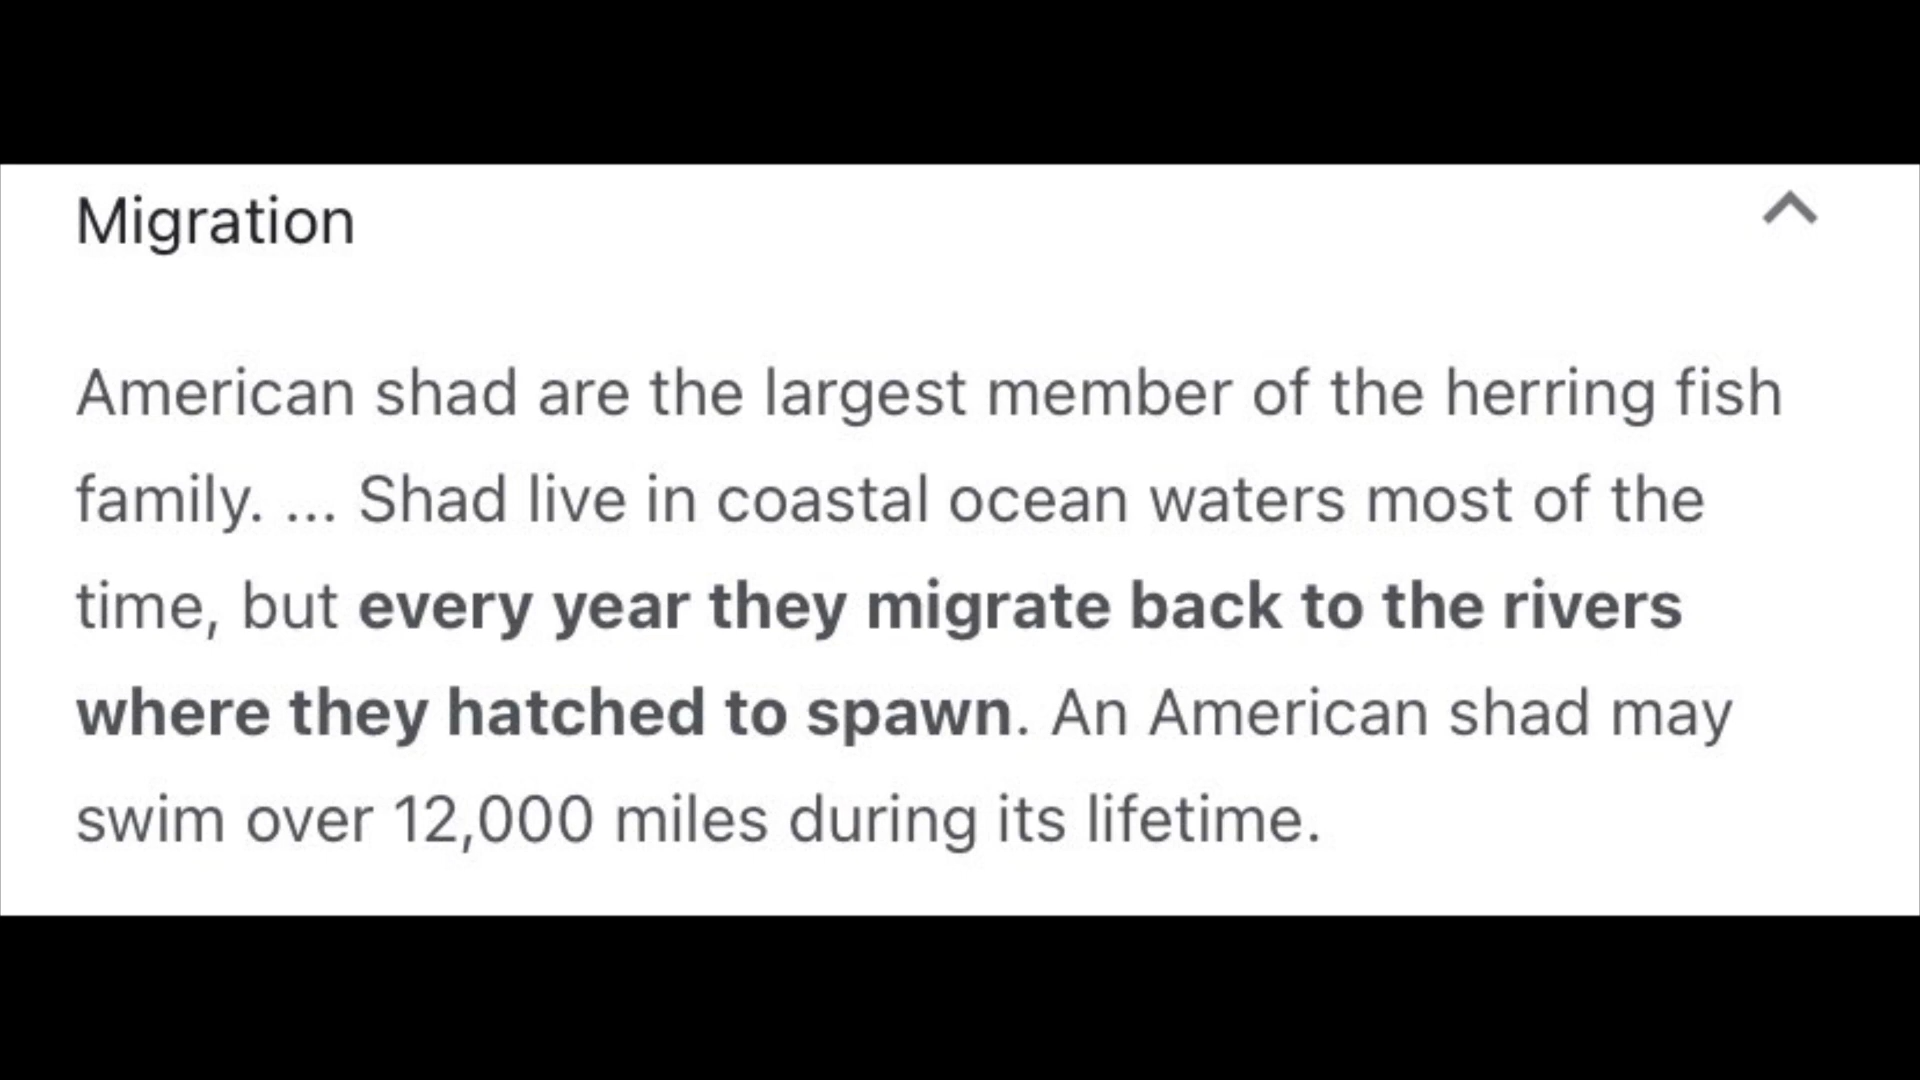 Migration
American shad are the largest member of the herring fish
family. ... Shad live in coastal ocean waters most of the
time, but every year they migrate back to the rivers
where they hatched to spawn. An American shad may
swim over 12,000 miles during its lifetime.